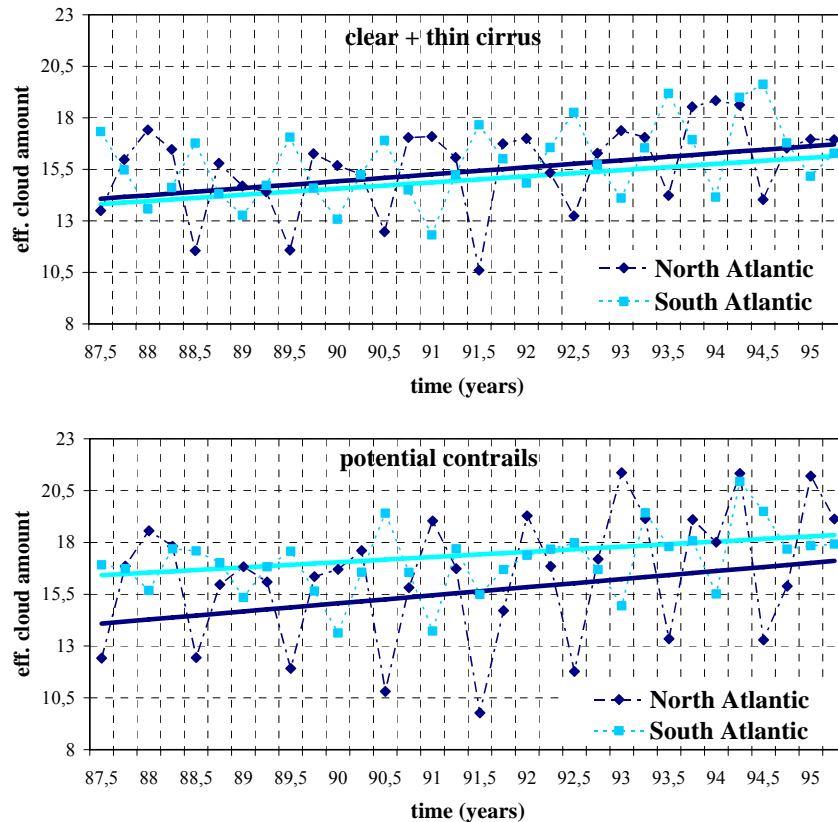 clear + thin cirrus
eff. cloud amount
23
20,5
18
15,5
13
10,5
8
North Atlantic
South Atlantic
87,5 88 88,5 89 89,5 90 90,5 91 91,5 92 92,5 93 93,5 94 94,5 95
time (years)
potential contrails
eff. cloud amount
23
20,5
18
15,5
13
10,5
8
North Atlantic
South Atlantic
87,5 88 88,5 89 89,5 90 90,5 91 91,5 92 92,5 93 93,5 94 94,5 95
time (years)